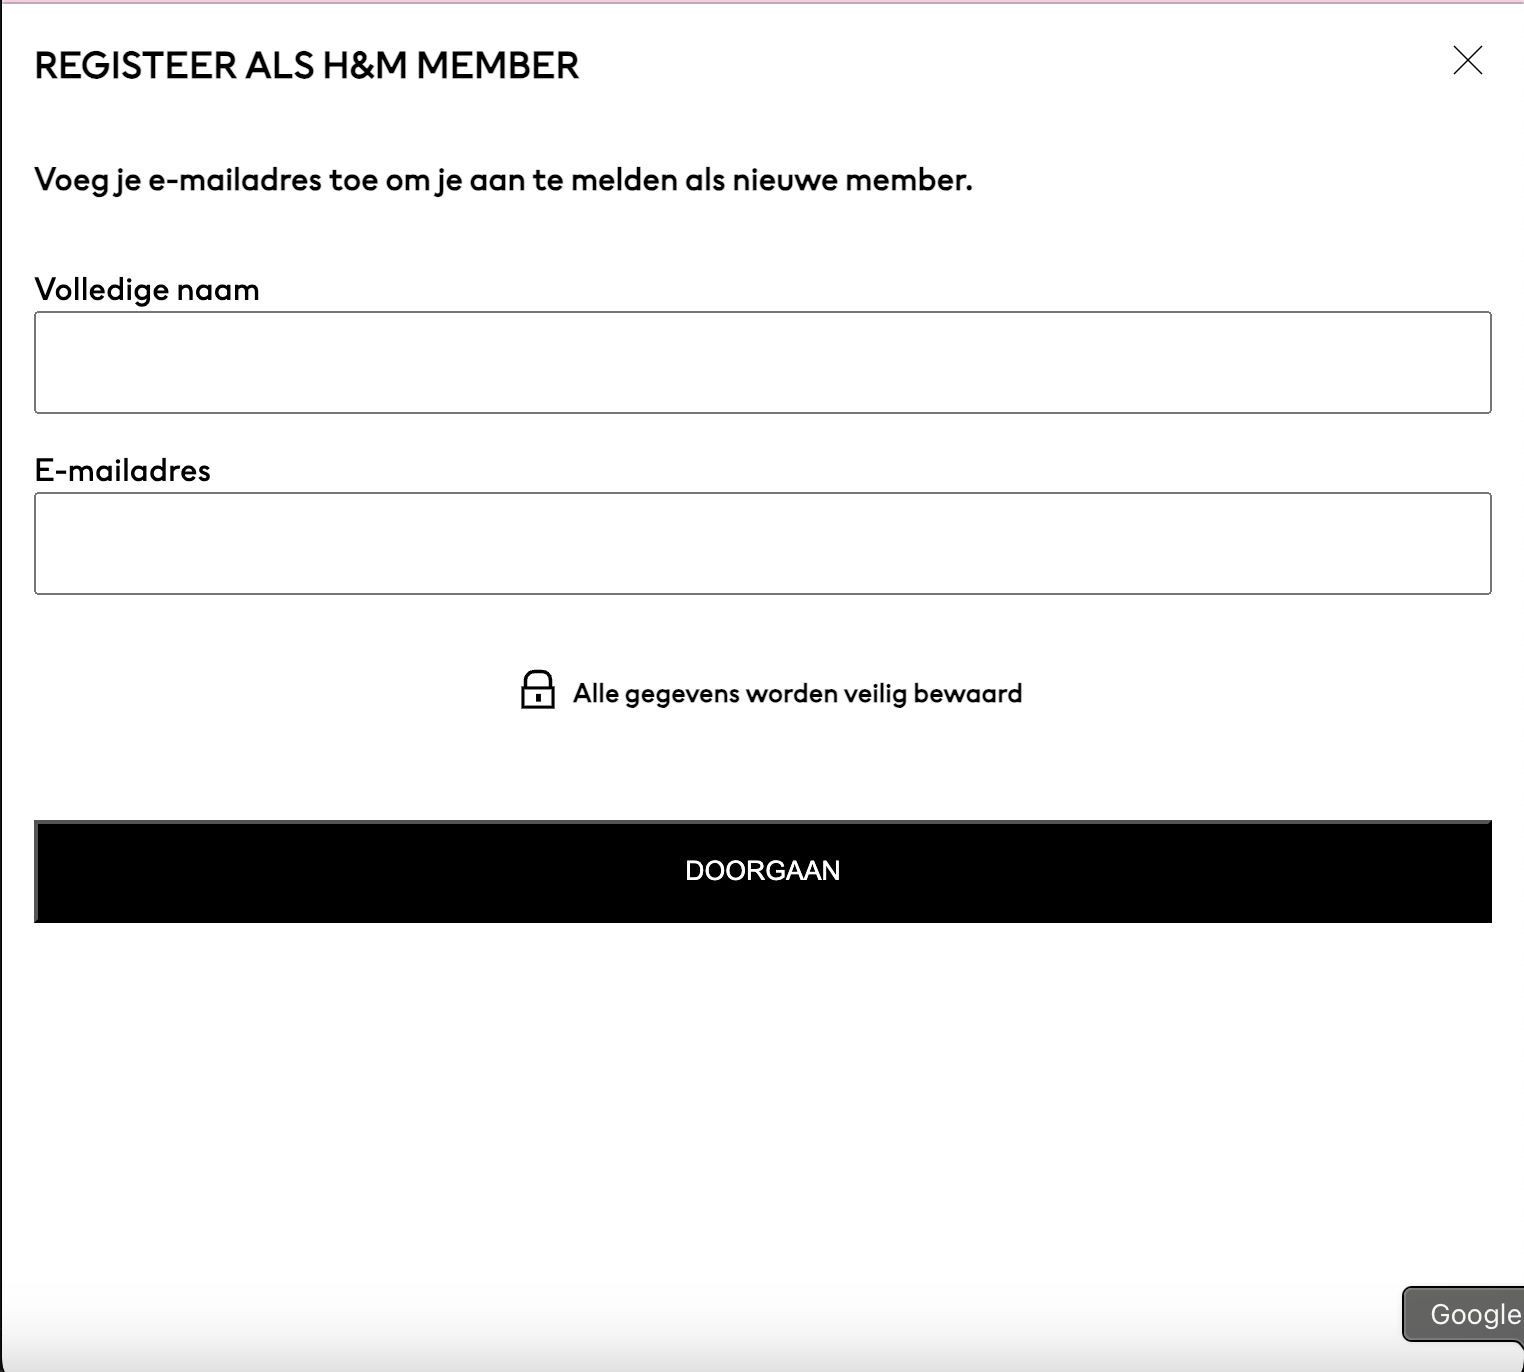 REGISTEER ALS H&M MEMBER
Voeg je e-mailadres toe om je aan te melden als nieuwe member.
Volledige naam
E-mailadres
Alle gegevens worden veilig bewaard
DOORGAAN
Google